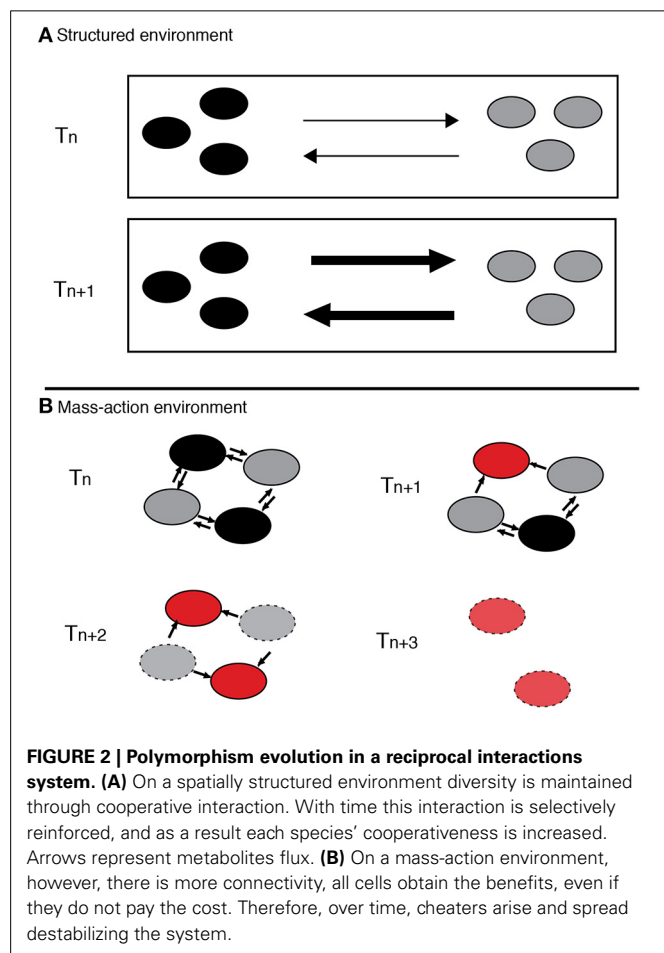 A Structured environment
Tn
Tn+1
B Mass-action environment
Tn
Tn+1
Tn+2
Tn+3
FIGURE 2 | Polymorphism evolution in a reciprocal interactions
system. (A) On a spatially structured environment diversity is maintained
through cooperative interaction. With time this interaction is selectively
reinforced, and as a result each species’ cooperativeness is increased.
Arrows represent metabolites flux. (B) On a mass-action environment,
however, there is more connectivity, all cells obtain the benefits, even if
they do not pay the cost. Therefore, over time, cheaters arise and spread
destabilizing the system.